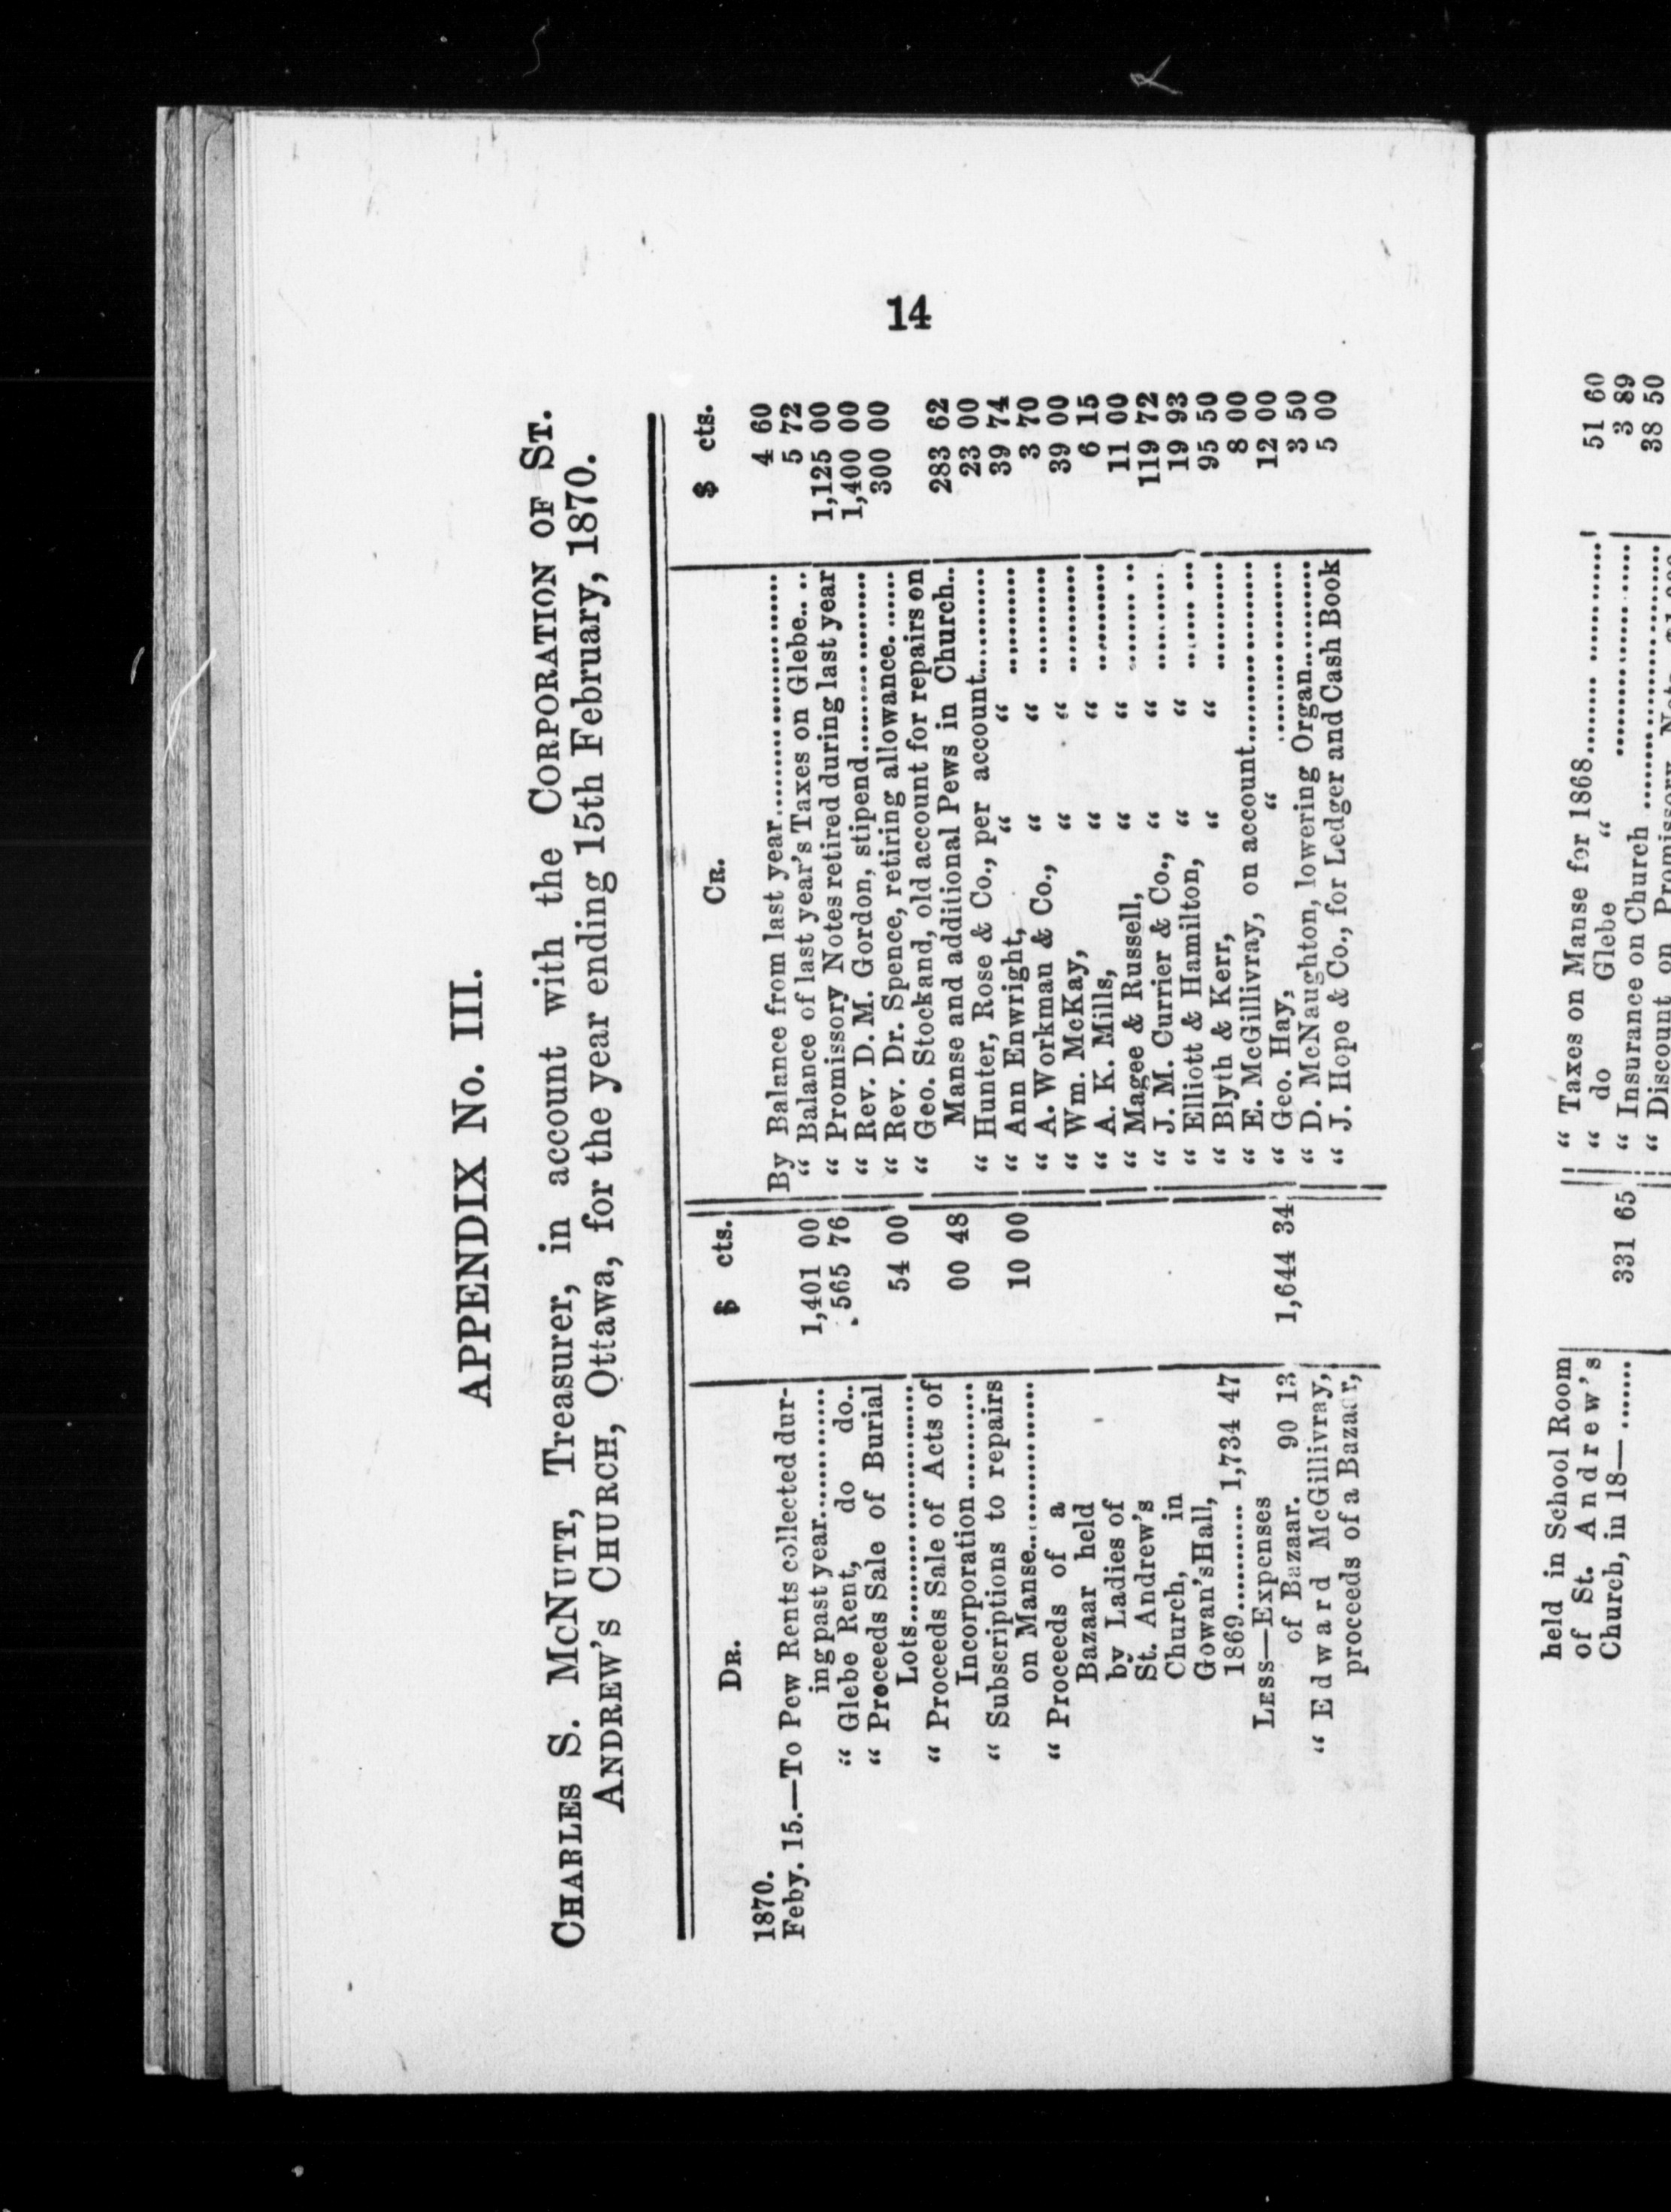 14
APPENDIX No. III.
CHARLES S. MCNUTT, Treasurer, in account with the CORPORATION OF ST.
ANDREW'S CHURCH, Ottawa, for the year ending 15th February, 1870.
DR.
$ cts.
1870.
Feby. 15.—To Pew Rents collected dur-
ing past year............ 1,401 00
“ Glebe Rent, do do.. 565 76
“ Proceeds Sale of Burial
Lots........................ 54 00
“ Proceeds Sale of Acts of
Incorporation........... 00 48
“ Subscriptions to repairs
on Manse.................. 10 00
“ Proceeds of a
Bazaar held
by Ladies of
St. Andrew's
Church, in
Gowan's Hall,
1869.......... 1,734 47
LESS—Expenses
of Bazaar. 90 13 1,644 34
“ Edward McGillivray,
proceeds of a Bazaar,
CR.
$ cts.
By Balance from last year........................ 4 60
“ Balance of last year's Taxes on Glebe.. .. 5 72
“ Promissory Notes retired during last year 1,125 00
“ Rev. D. M. Gordon, stipend.................. 1,400 00
“ Rev. Dr. Spence, retiring allowance....... 300 00
“ Geo. Stockand, old account for repairs on
Manse and additional Pews in Church.. 283 62
“ Hunter, Rose & Co., per account........... 23 00
“ Ann Enwright, “ “ ........... 39 74
“ A. Workman & Co., “ “ ........... 3 70
“ Wm. McKay, “ “ ........... 39 00
“ A. K. Mills, “ “ ........... 6 15
“ Magee & Russell, “ “ ........ .. 11 00
“ J. M. Currier & Co., “ “ ........... 119 72
“ Elliott & Hamilton, “ “ ....... ... 19 93
“ Blyth & Kerr, “ “ ........... 95 50
“ E. McGillivray, on account.................. 8 00
“ Geo. Hay, “ .................. 12 00
“ D. McNaughton, lowering Organ........... 3 50
“ J. Hope & Co., for Ledger and Cash Book 5 00
held in School Room
of St. Andrew's
Church, in 18—....... 331 65
“ Taxes on Manse for 1868.................... 51 60
“ do Glebe “ .................... 3 89
“ Insurance on Church .................... 38 50
“ Discount on Promissory